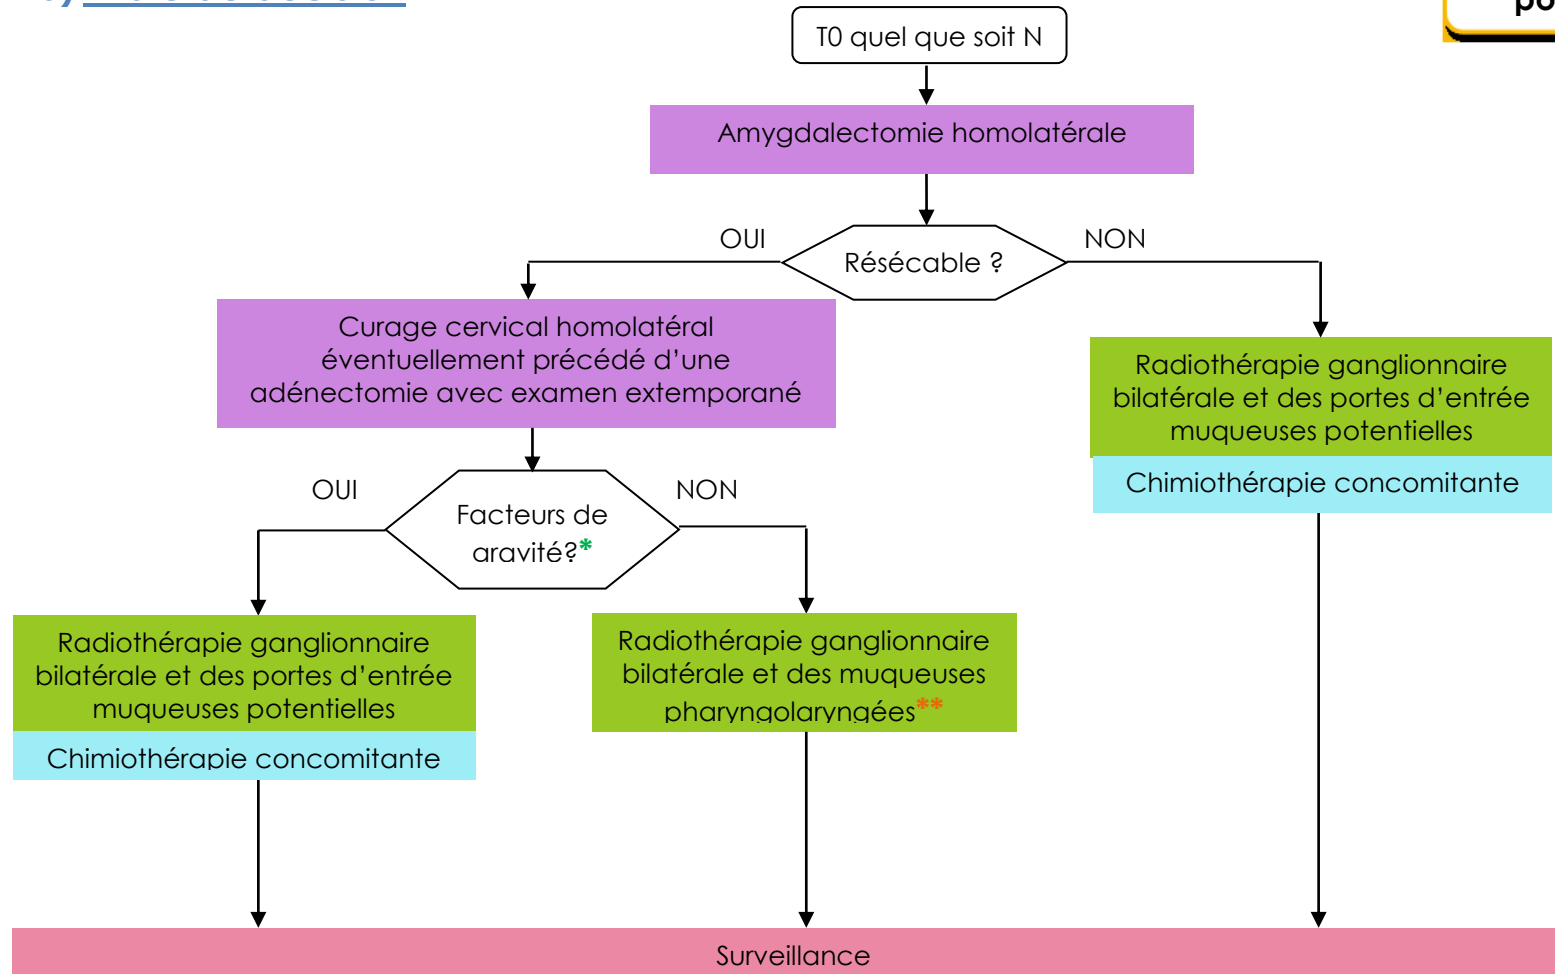 po
T0 quel que soit N
Amygdalectomie homolatérale
OUI
NON
Résécable ?
Curage cervical homolatéral
éventuellement précédé d’une
adénectomie avec examen extemporané
Radiothérapie ganglionnaire
bilatérale et des portes d’entrée
muqueuses potentielles
Chimiothérapie concomitante
OUI
NON
Facteurs de
gravité?*
Radiothérapie ganglionnaire
bilatérale et des portes d’entrée
muqueuses potentielles
Chimiothérapie concomitante
Radiothérapie ganglionnaire
bilatérale et des muqueuses
pharyngolaryngées**
Surveillance